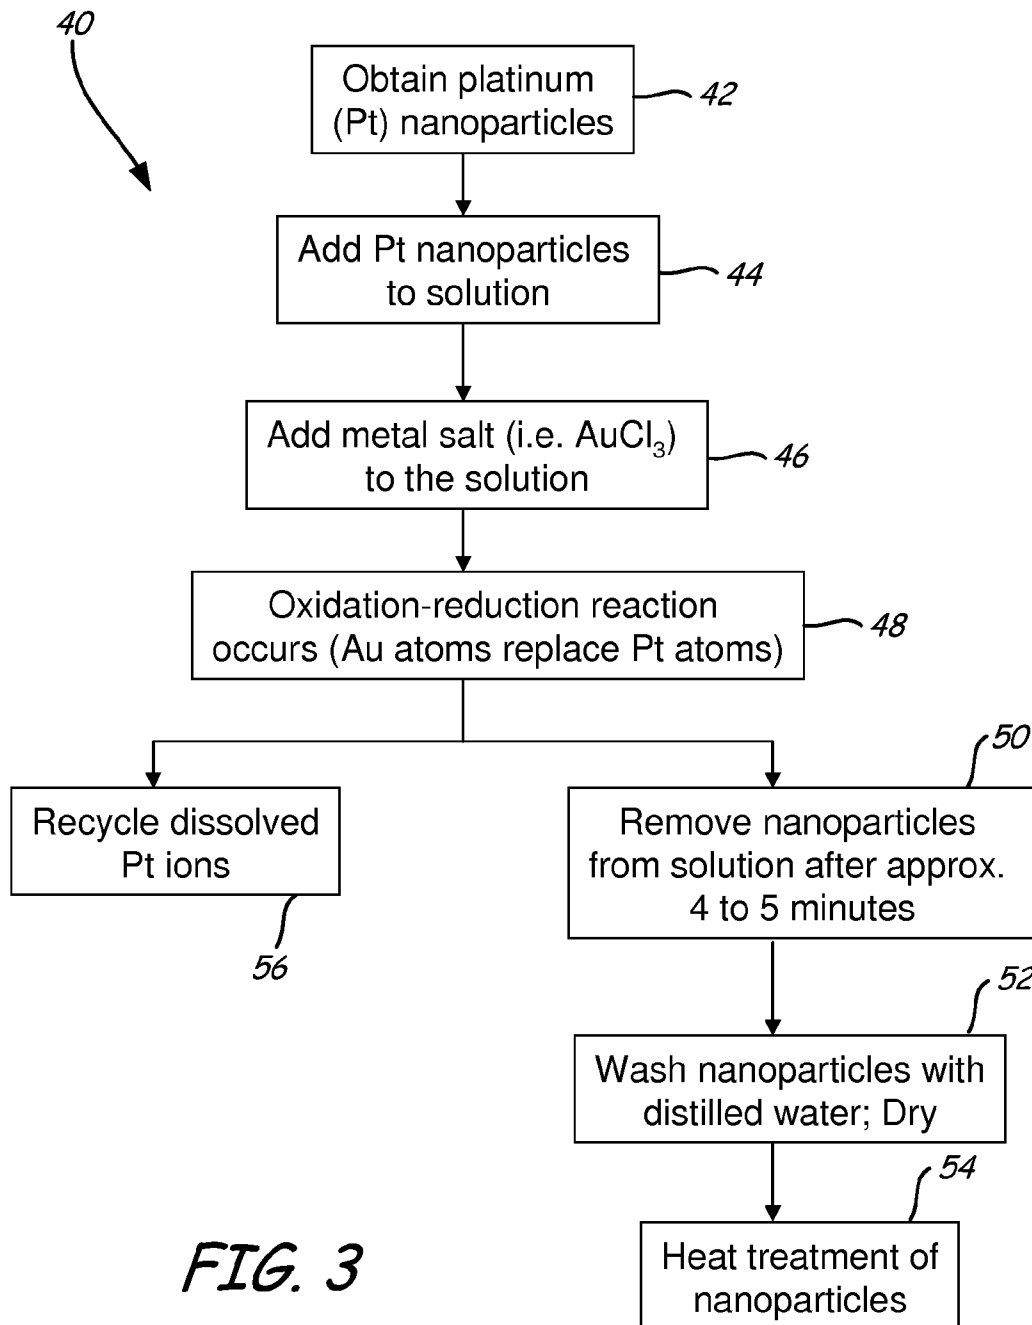 40
Obtain platinum
(Pt) nanoparticles
42
Add Pt nanoparticles
to solution
44
Add metal salt (i.e. AuCl₃)
to the solution
46
Oxidation-reduction reaction
occurs (Au atoms replace Pt atoms)
48
Recycle dissolved
Pt ions
56
50
Remove nanoparticles
from solution after approx.
4 to 5 minutes
52
Wash nanoparticles with
distilled water; Dry
54
Heat treatment of
nanoparticles
FIG. 3